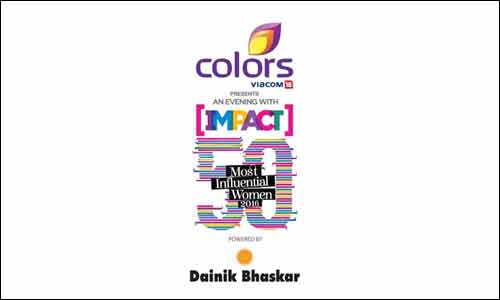 colors
VIACOM 18
PRESENTS
AN EVENING WITH
[IMPACT]
50
Most
Influential
Women
2016
POWERED BY
Dainik Bhaskar